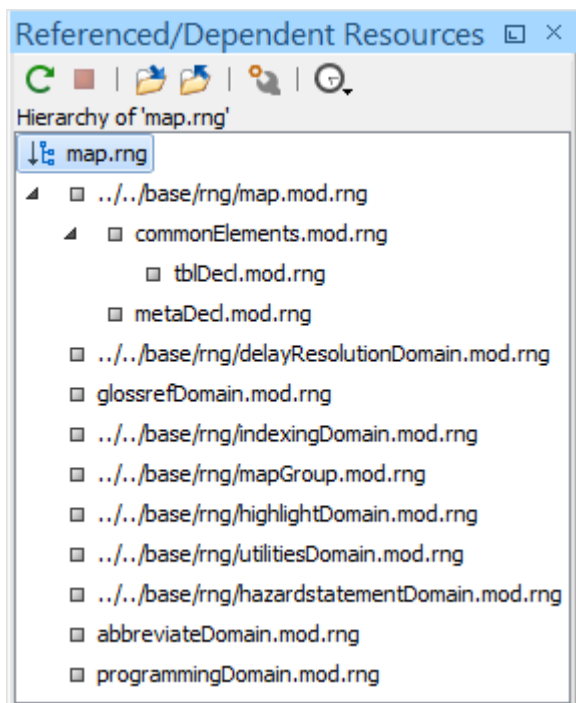 Referenced/Dependent Resources
Hierarchy of 'map.rng'
map.rng
../../base/rng/map.mod.rng
commonElements.mod.rng
tblDecl.mod.rng
metaDecl.mod.rng
../../base/rng/delayResolutionDomain.mod.rng
glossrefDomain.mod.rng
../../base/rng/indexingDomain.mod.rng
../../base/rng/mapGroup.mod.rng
../../base/rng/highlightDomain.mod.rng
../../base/rng/utilitiesDomain.mod.rng
../../base/rng/hazardstatementDomain.mod.rng
abbreviateDomain.mod.rng
programmingDomain.mod.rng